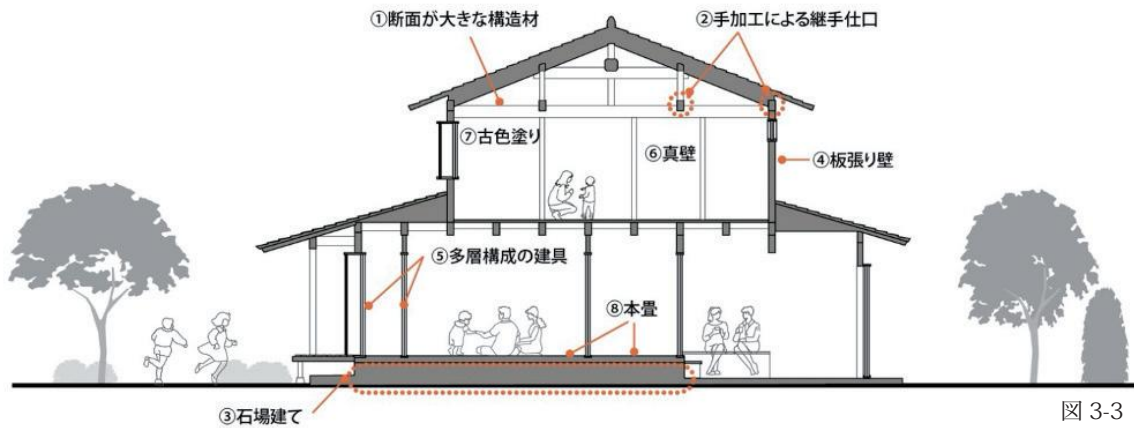 ①断面が大きな構造材
②手加工による継手仕口
⑦古色塗り
⑥真壁
④板張り壁
⑤多層構成の建具
⑧本畳
③石場建て
図 3-3